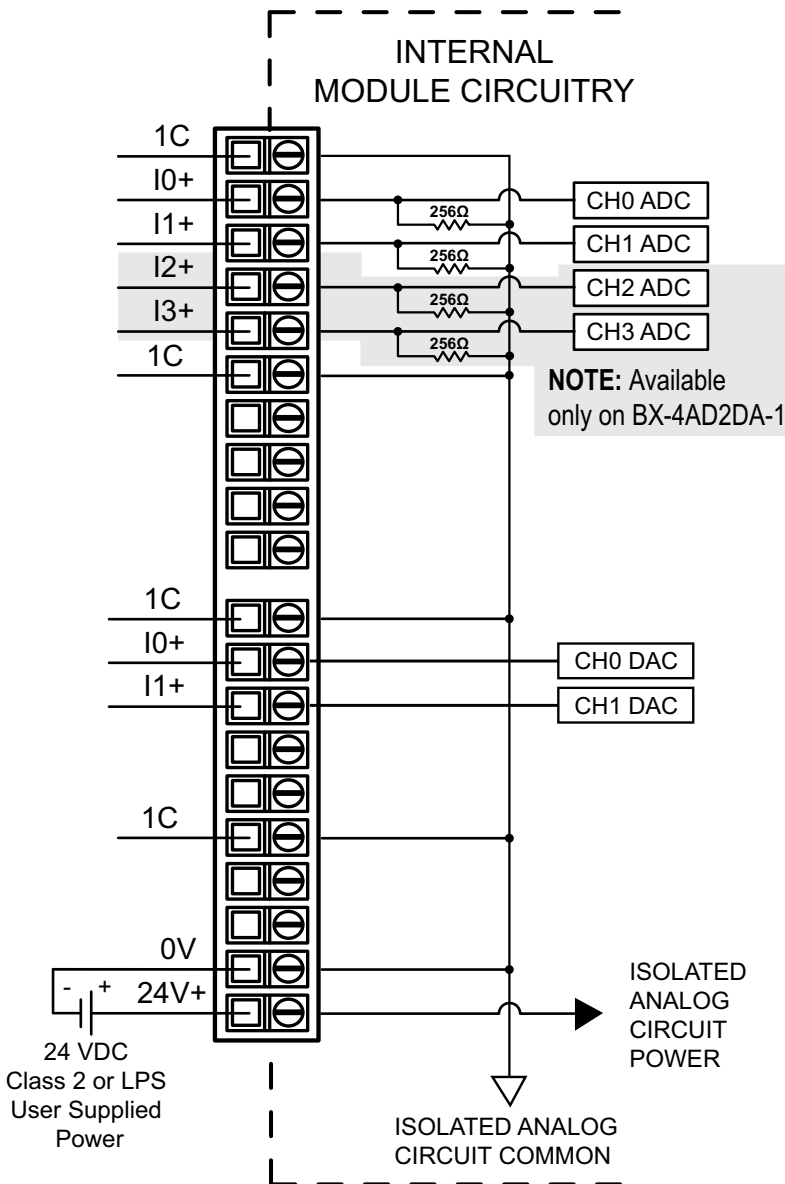 INTERNAL
MODULE CIRCUITRY
1C
I0+
I1+
I2+
I3+
1C
256Ω
256Ω
256Ω
256Ω
CH0 ADC
CH1 ADC
CH2 ADC
CH3 ADC
NOTE: Available
only on BX-4AD2DA-1
1C
I0+
I1+
CH0 DAC
CH1 DAC
1C
0V
- +
24V+
24 VDC
Class 2 or LPS
User Supplied
Power
ISOLATED
ANALOG
CIRCUIT
POWER
ISOLATED ANALOG
CIRCUIT COMMON